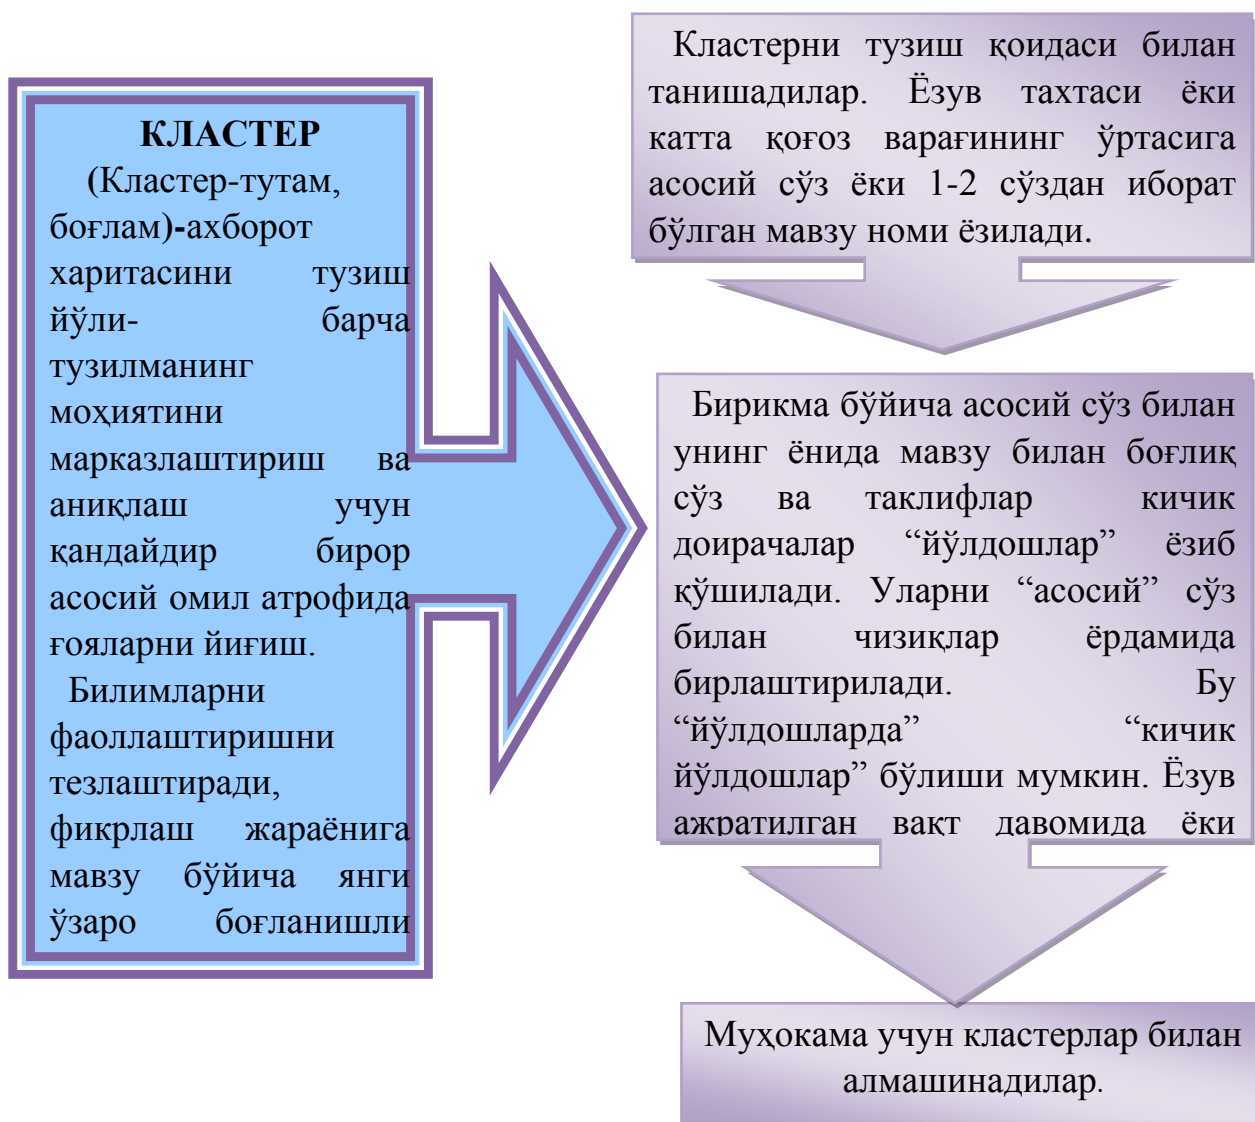 КЛАСТЕР
(Кластер-тутам,
боғлам)-ахборот
харитасини тузиш
йўли- барча
тузилманинг
моҳиятини
марказлаштириш ва
аниқлаш учун
қандайдир бирор
асосий омил атрофида
ғояларни йиғиш.
Билимларни
фаоллаштиришни
тезлаштиради,
фикрлаш жараёнига
мавзу бўйича янги
ўзаро боғланишли
Кластерни тузиш қоидаси билан
танишадилар. Ёзув тахтаси ёки
катта қоғоз варағининг ўртасига
асосий сўз ёки 1-2 сўздан иборат
бўлган мавзу номи ёзилади.
Бирикма бўйича асосий сўз билан
унинг ёнида мавзу билан боғлиқ
сўз ва таклифлар кичик
доирачалар “йўлдошлар” ёзиб
қўшилади. Уларни “асосий” сўз
билан чизиқлар ёрдамида
бирлаштирилади. Бу
“йўлдошларда” “кичик
йўлдошлар” бўлиши мумкин. Ёзув
ажратилган вақт давомида ёки
Муҳокама учун кластерлар билан
алмашинадилар.